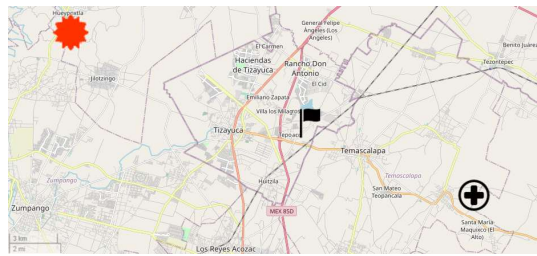 Hueypoxtla
General Felipe
Ángeles (Los
Ángeles)
El Carmen
Benito Juárez
Haciendas
de Tizayuca
Rancho Don
Antonio
Tezontepec
Jilotzingo
El Cid
Emiliano Zapata
Villa los Milagros
Tizayuca
Tepojaco
Temascalapa
Zumpango
Huitzila
Temascalapa
San Mateo
Teopancala
Zumpango
MEX 85D
Santa María
Maquixco (El
Alto)
Los Reyes Acozac
3 km
2 mi